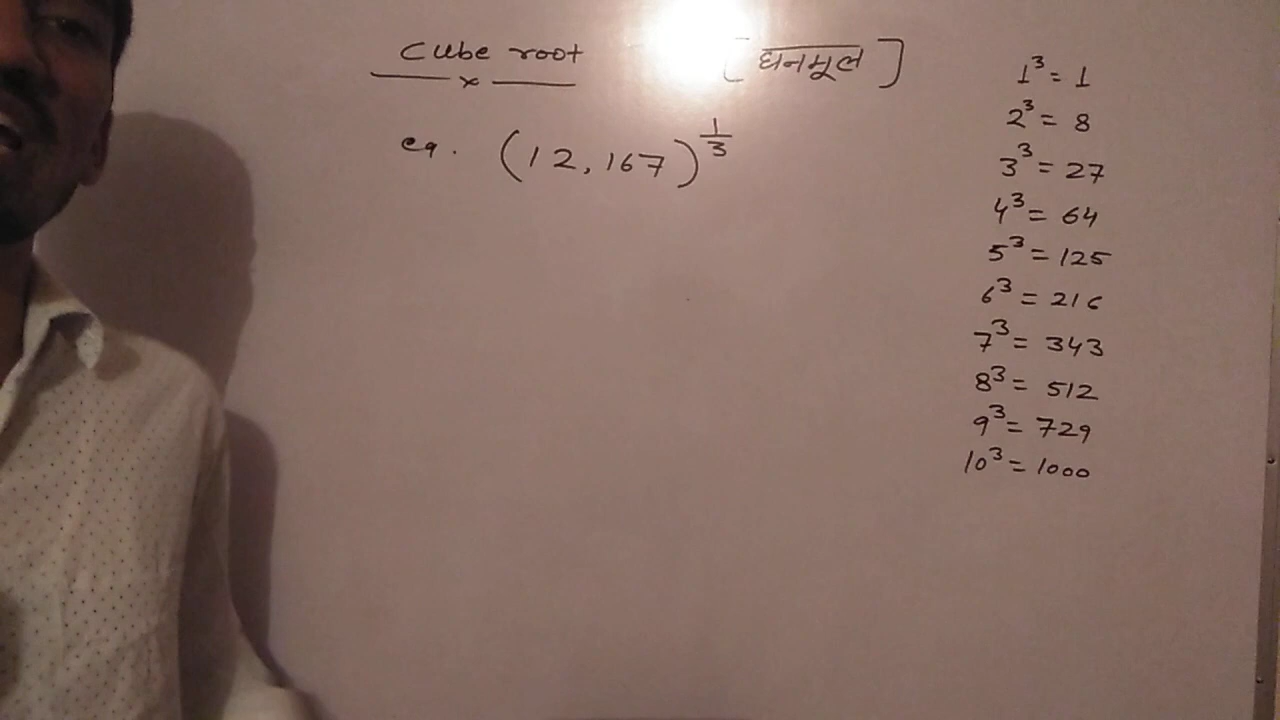 Cube root [घनमूल]
eg. (12,167)^1/3
1³ = 1
2³ = 8
3³ = 27
4³ = 64
5³ = 125
6³ = 216
7³ = 343
8³ = 512
9³ = 729
10³ = 1000